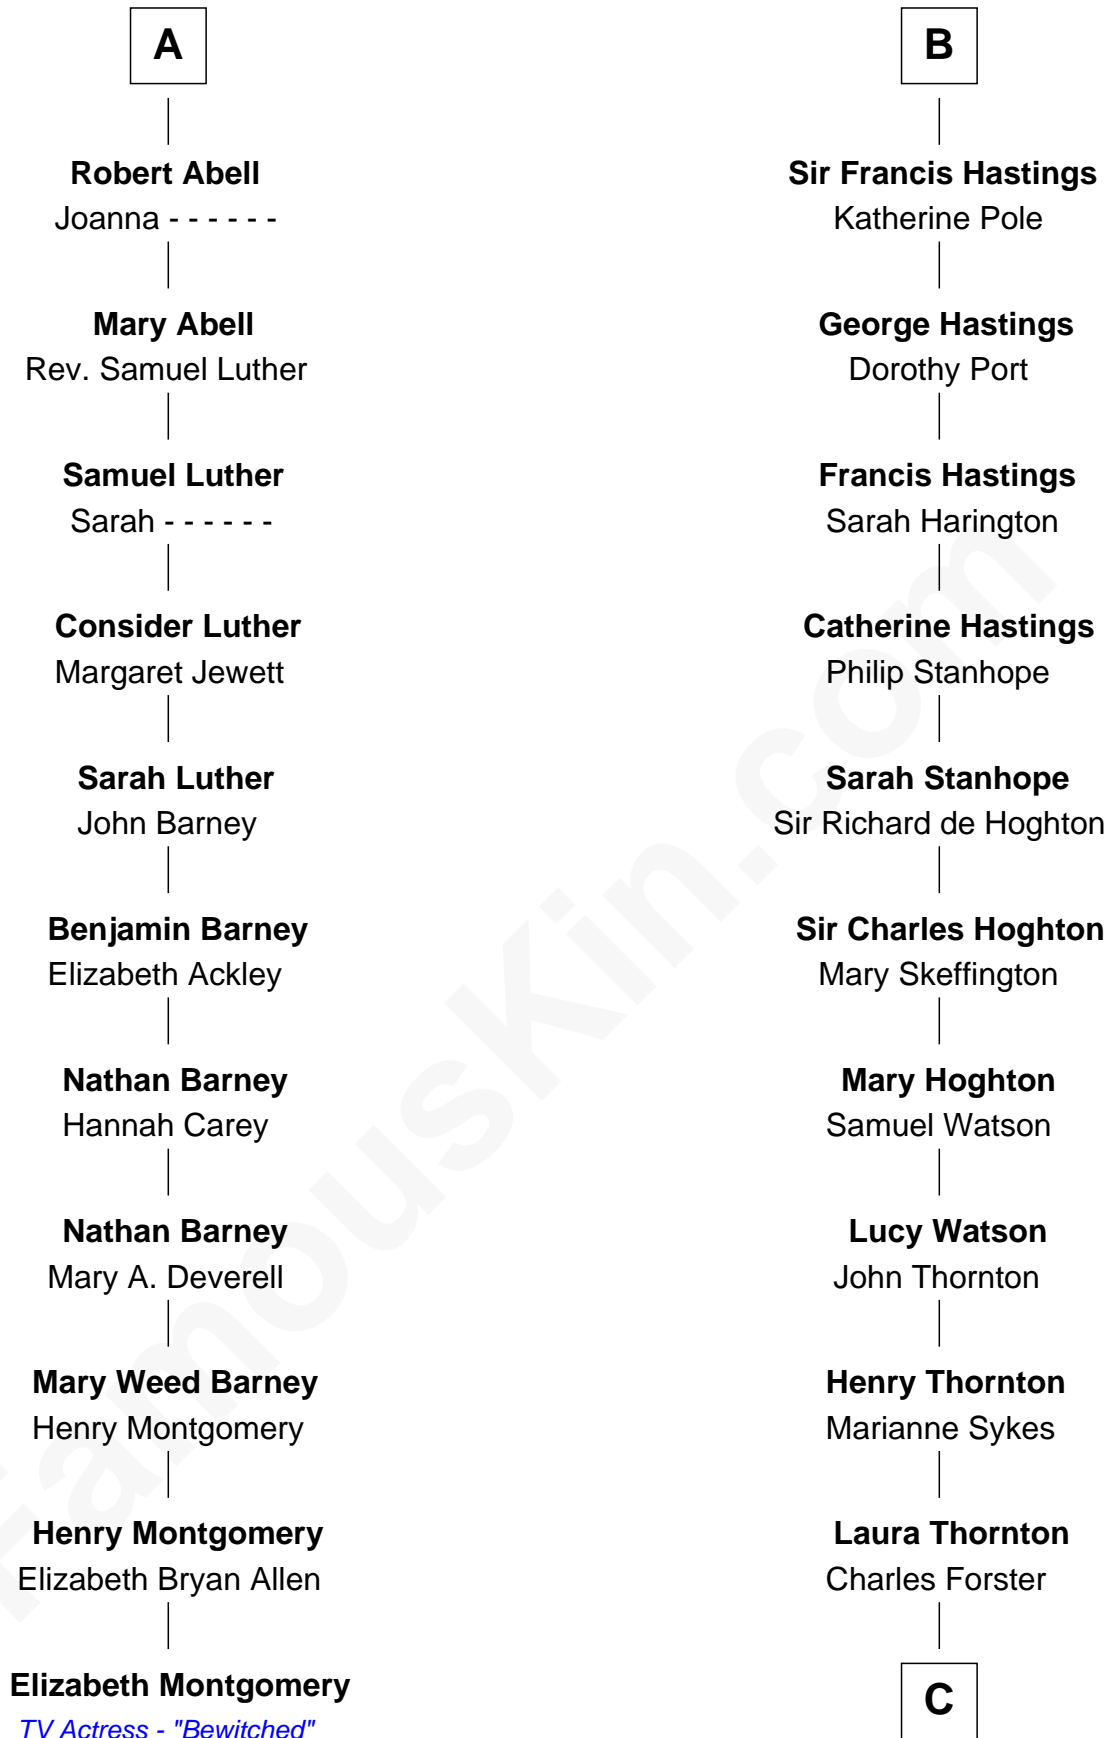 A
Robert Abell
Joanna - - - - - -
Mary Abell
Rev. Samuel Luther
Samuel Luther
Sarah - - - - - -
Consider Luther
Margaret Jewett
Sarah Luther
John Barney
Benjamin Barney
Elizabeth Ackley
Nathan Barney
Hannah Carey
Nathan Barney
Mary A. Deverell
Mary Weed Barney
Henry Montgomery
Henry Montgomery
Elizabeth Bryan Allen
Elizabeth Montgomery
TV Actress - "Bewitched"
B
Sir Francis Hastings
Katherine Pole
George Hastings
Dorothy Port
Francis Hastings
Sarah Harington
Catherine Hastings
Philip Stanhope
Sarah Stanhope
Sir Richard de Hoghton
Sir Charles Hoghton
Mary Skeffington
Mary Hoghton
Samuel Watson
Lucy Watson
John Thornton
Henry Thornton
Marianne Sykes
Laura Thornton
Charles Forster
C
FamousKin.com